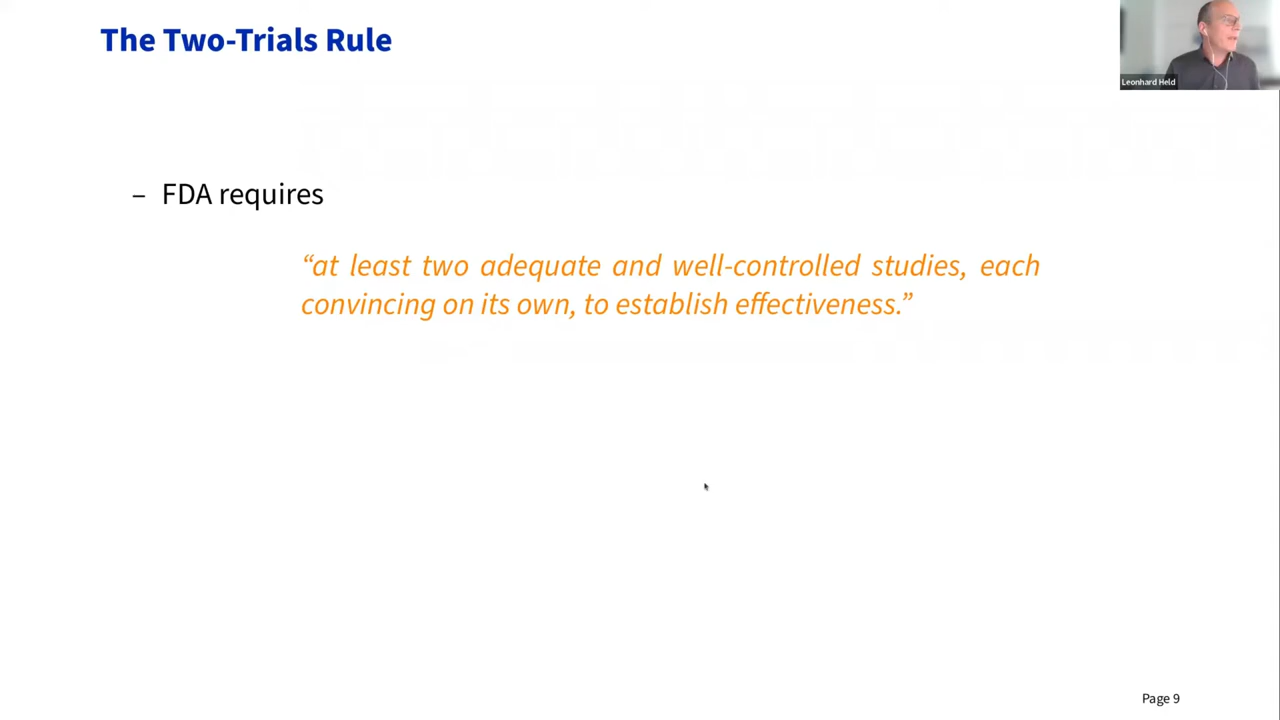 The Two-Trials Rule
Leonhard Held
– FDA requires
“at least two adequate and well-controlled studies, each
convincing on its own, to establish effectiveness.”
Page 9